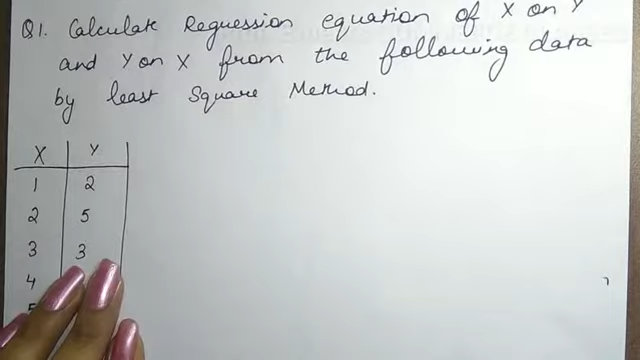 Q1. Calculate Regression equation of X on Y
and Y on X from the following data
by least Square Method.
X Y
1 2
2 5
3 3
4
5